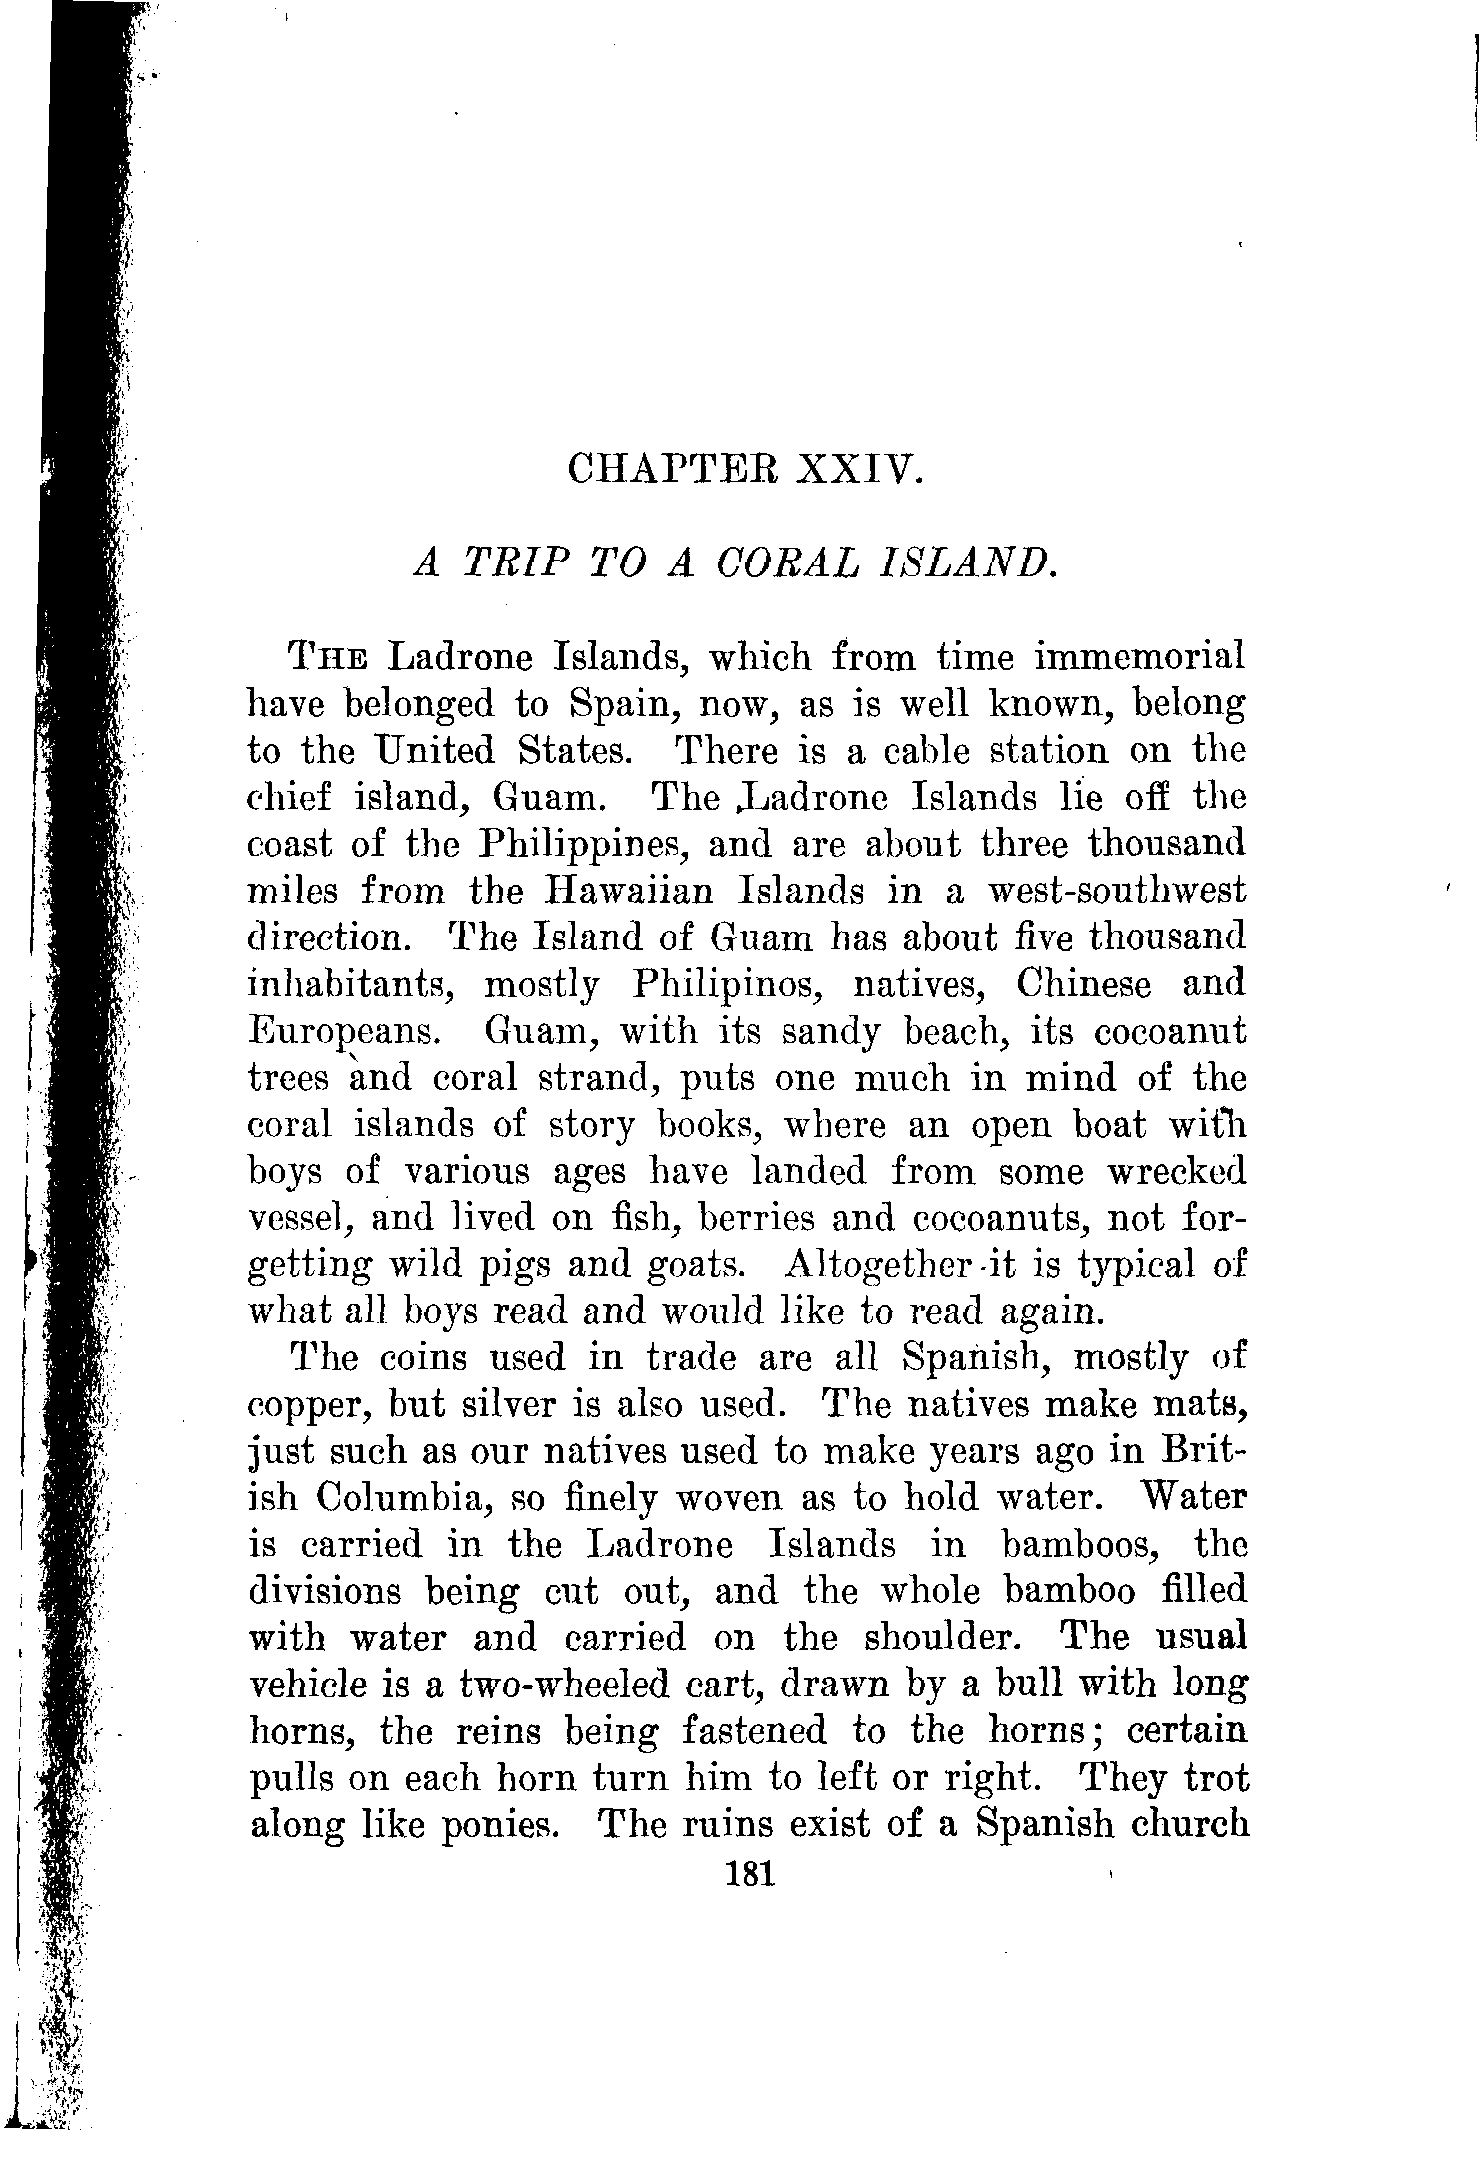 CHAPTER XXIV.
A TRIP TO A CORAL ISLAND.
THE Ladrone Islands, which from time immemorial
have belonged to Spain, now, as is well known, belong
to the United States. There is a cable station on the
chief island, Guam. The Ladrone Islands lie off the
coast of the Philippines, and are about three thousand
miles from the Hawaiian Islands in a west-southwest
direction. The Island of Guam has about five thousand
inhabitants, mostly Philipinos, natives, Chinese and
Europeans. Guam, with its sandy beach, its cocoanut
trees and coral strand, puts one much in mind of the
coral islands of story books, where an open boat with
boys of various ages have landed from some wrecked
vessel, and lived on fish, berries and cocoanuts, not for-
getting wild pigs and goats. Altogether it is typical of
what all boys read and would like to read again.
The coins used in trade are all Spanish, mostly of
copper, but silver is also used. The natives make mats,
just such as our natives used to make years ago in Brit-
ish Columbia, so finely woven as to hold water. Water
is carried in the Ladrone Islands in bamboos, the
divisions being cut out, and the whole bamboo filled
with water and carried on the shoulder. The usual
vehicle is a two-wheeled cart, drawn by a bull with long
horns, the reins being fastened to the horns; certain
pulls on each horn turn him to left or right. They trot
along like ponies. The ruins exist of a Spanish church
181